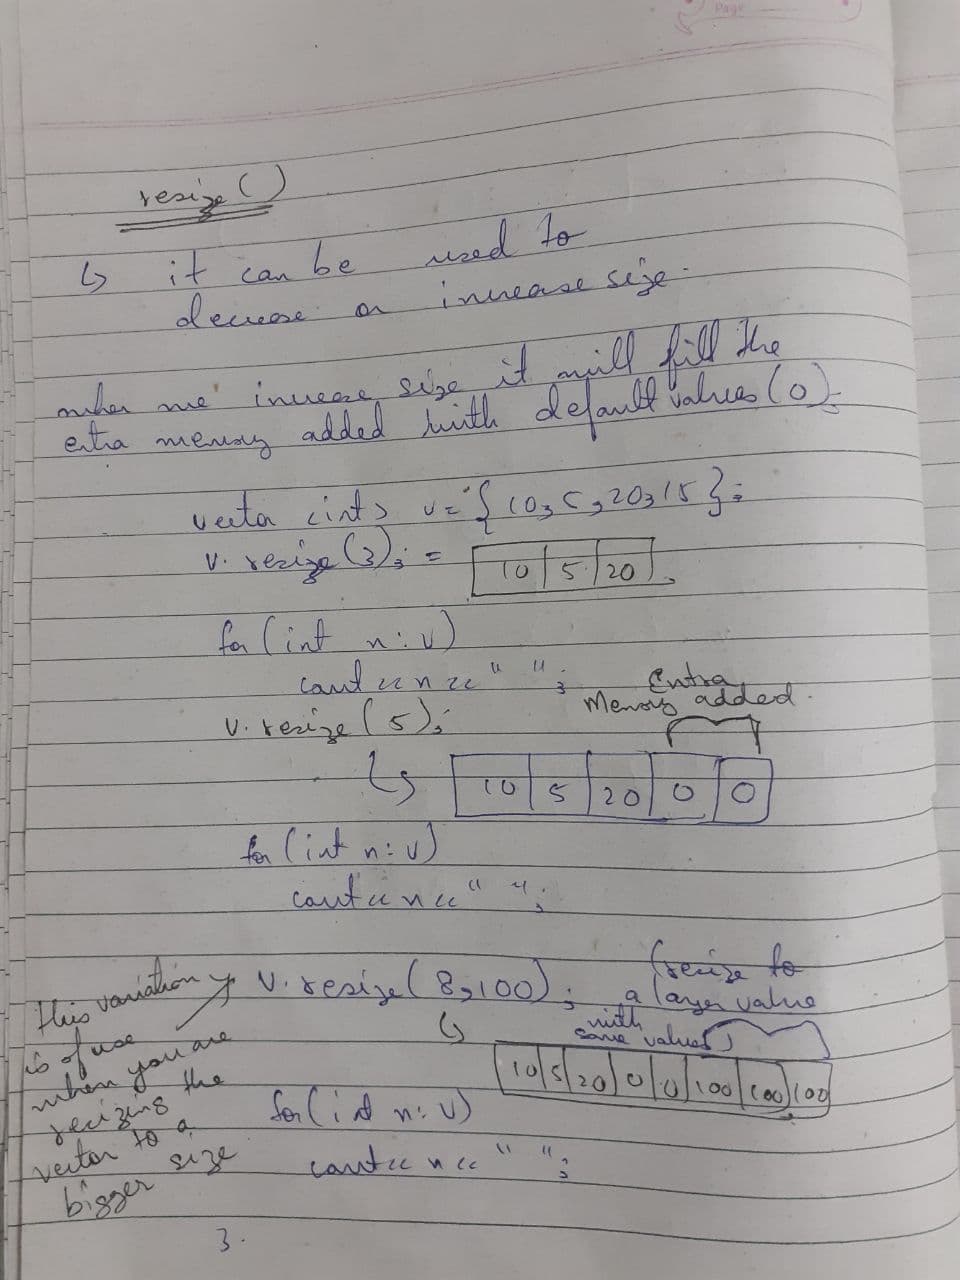 Page
resize()
↳ it can be used to
decrease or increase size.
when we increase size it will fill the
extra memory added with default values (0).
vector <int> v = {10, 5, 20, 15};
v. resize(3); = 10 | 5 | 20
for (int n : v)
cout << n << " ";
v. resize (5);
Extra
Memory added.
↳ 10 | 5 | 20 | 0 | 0
for (int n : v)
cout << n << " ";
This variation
is of use
when you are
resizing the
vector to a
bigger size
v. resize(8, 100);
(resize to
a larger value
with
same values)
↳ 10 | 5 | 20 | 0 | 0 | 100 | 100 | 100
for (int n : v)
cout << n << " ";
3.